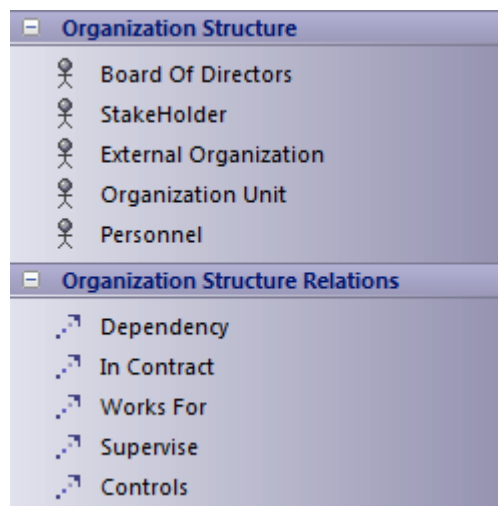 Organization Structure
Board Of Directors
StakeHolder
External Organization
Organization Unit
Personnel
Organization Structure Relations
Dependency
In Contract
Works For
Supervise
Controls